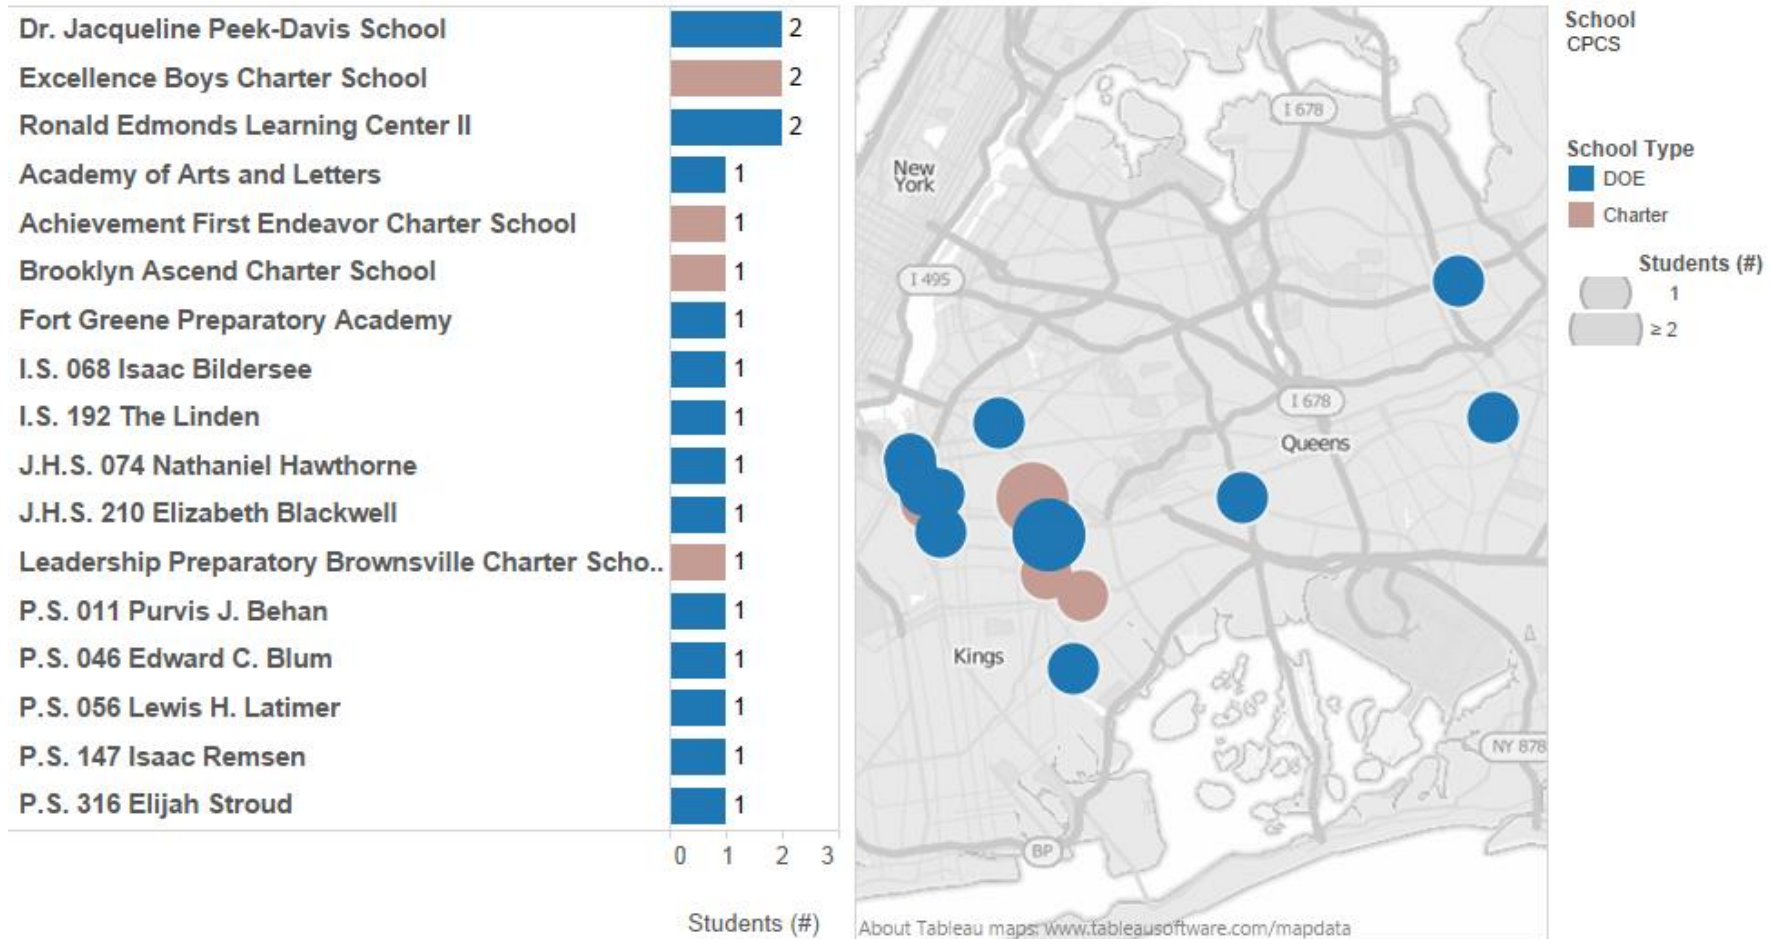 Dr. Jacqueline Peek-Davis School 2
Excellence Boys Charter School 2
Ronald Edmonds Learning Center II 2
Academy of Arts and Letters 1
Achievement First Endeavor Charter School 1
Brooklyn Ascend Charter School 1
Fort Greene Preparatory Academy 1
I.S. 068 Isaac Bildersee 1
I.S. 192 The Linden 1
J.H.S. 074 Nathaniel Hawthorne 1
J.H.S. 210 Elizabeth Blackwell 1
Leadership Preparatory Brownsville Charter Scho.. 1
P.S. 011 Purvis J. Behan 1
P.S. 046 Edward C. Blum 1
P.S. 056 Lewis H. Latimer 1
P.S. 147 Isaac Remsen 1
P.S. 316 Elijah Stroud 1
0 1 2 3
Students (#)
I 678
New
York
I 495
I 678
Queens
Kings
NY 878
BP
About Tableau maps: www.tableausoftware.com/mapdata
School
CPCS
School Type
DOE
Charter
Students (#)
1
≥ 2